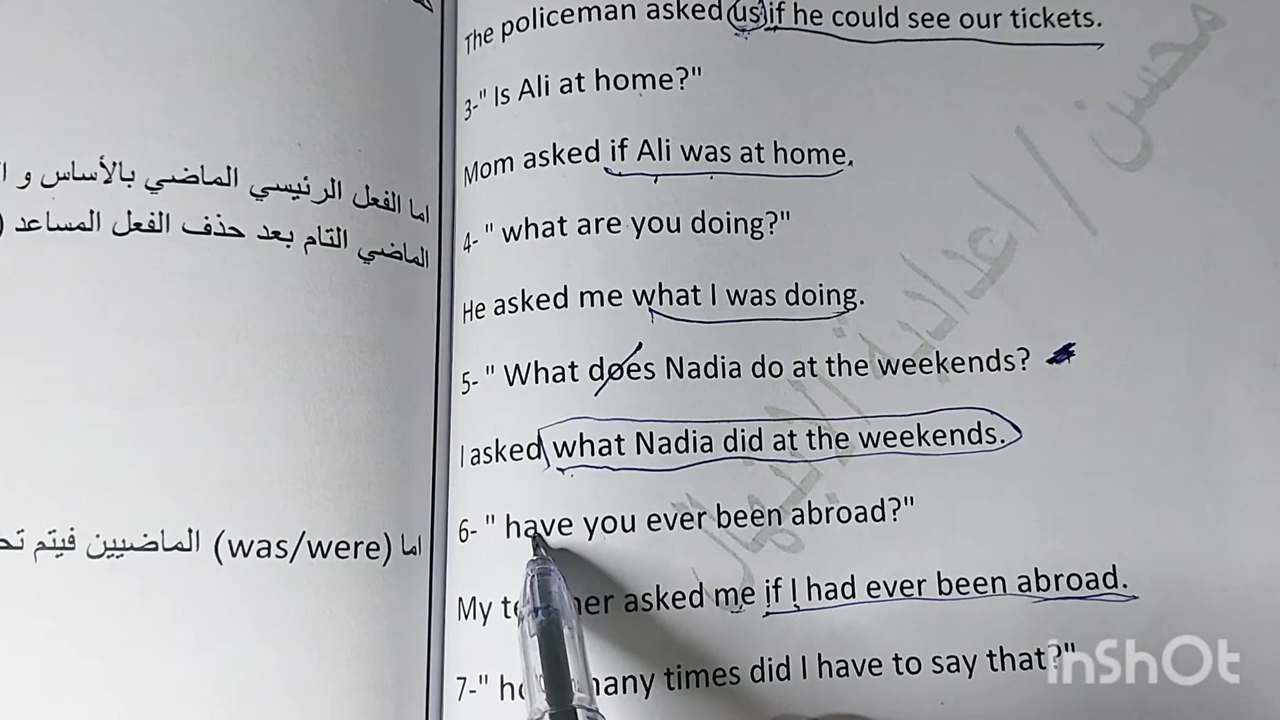 The policeman asked us if he could see our tickets.
3-" Is Ali at home?"
Mom asked if Ali was at home.
4- " what are you doing?"
He asked me what I was doing.
5- " What does Nadia do at the weekends?
I asked what Nadia did at the weekends.
6- " have you ever been abroad?"
My asked me if I had ever been abroad.
7-" many times did I have to say that?"
اما الفعل الرئيسي الماضي بالأساس و
الماضي التام بعد حذف الفعل المساعد (
اما (was/were) الماضيين فيتم
محسن / اعدادية
InShOt